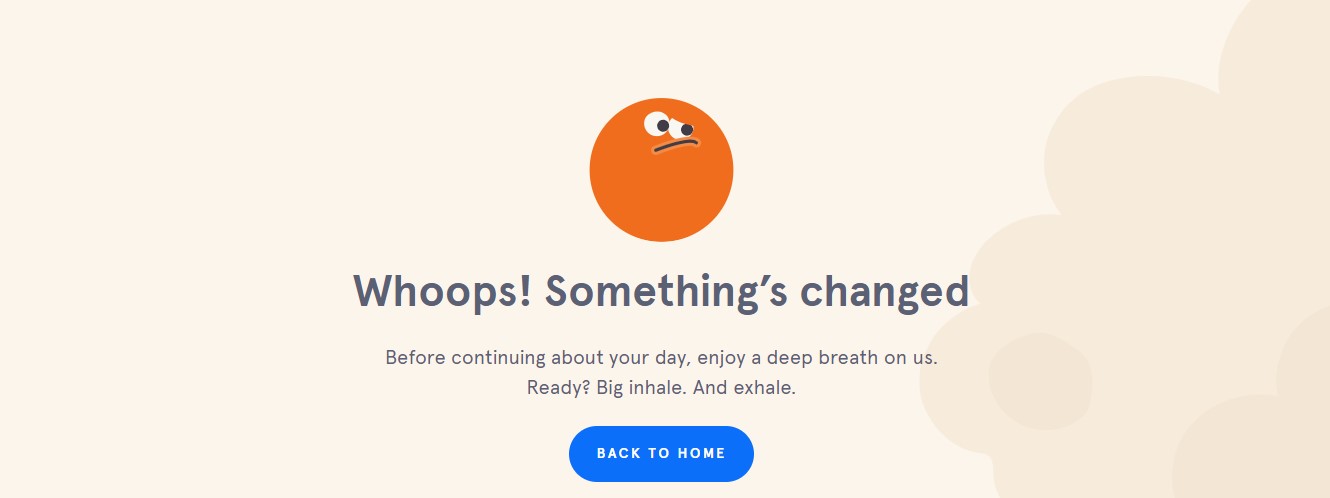 Whoops! Something’s changed
Before continuing about your day, enjoy a deep breath on us.
Ready? Big inhale. And exhale.
BACK TO HOME